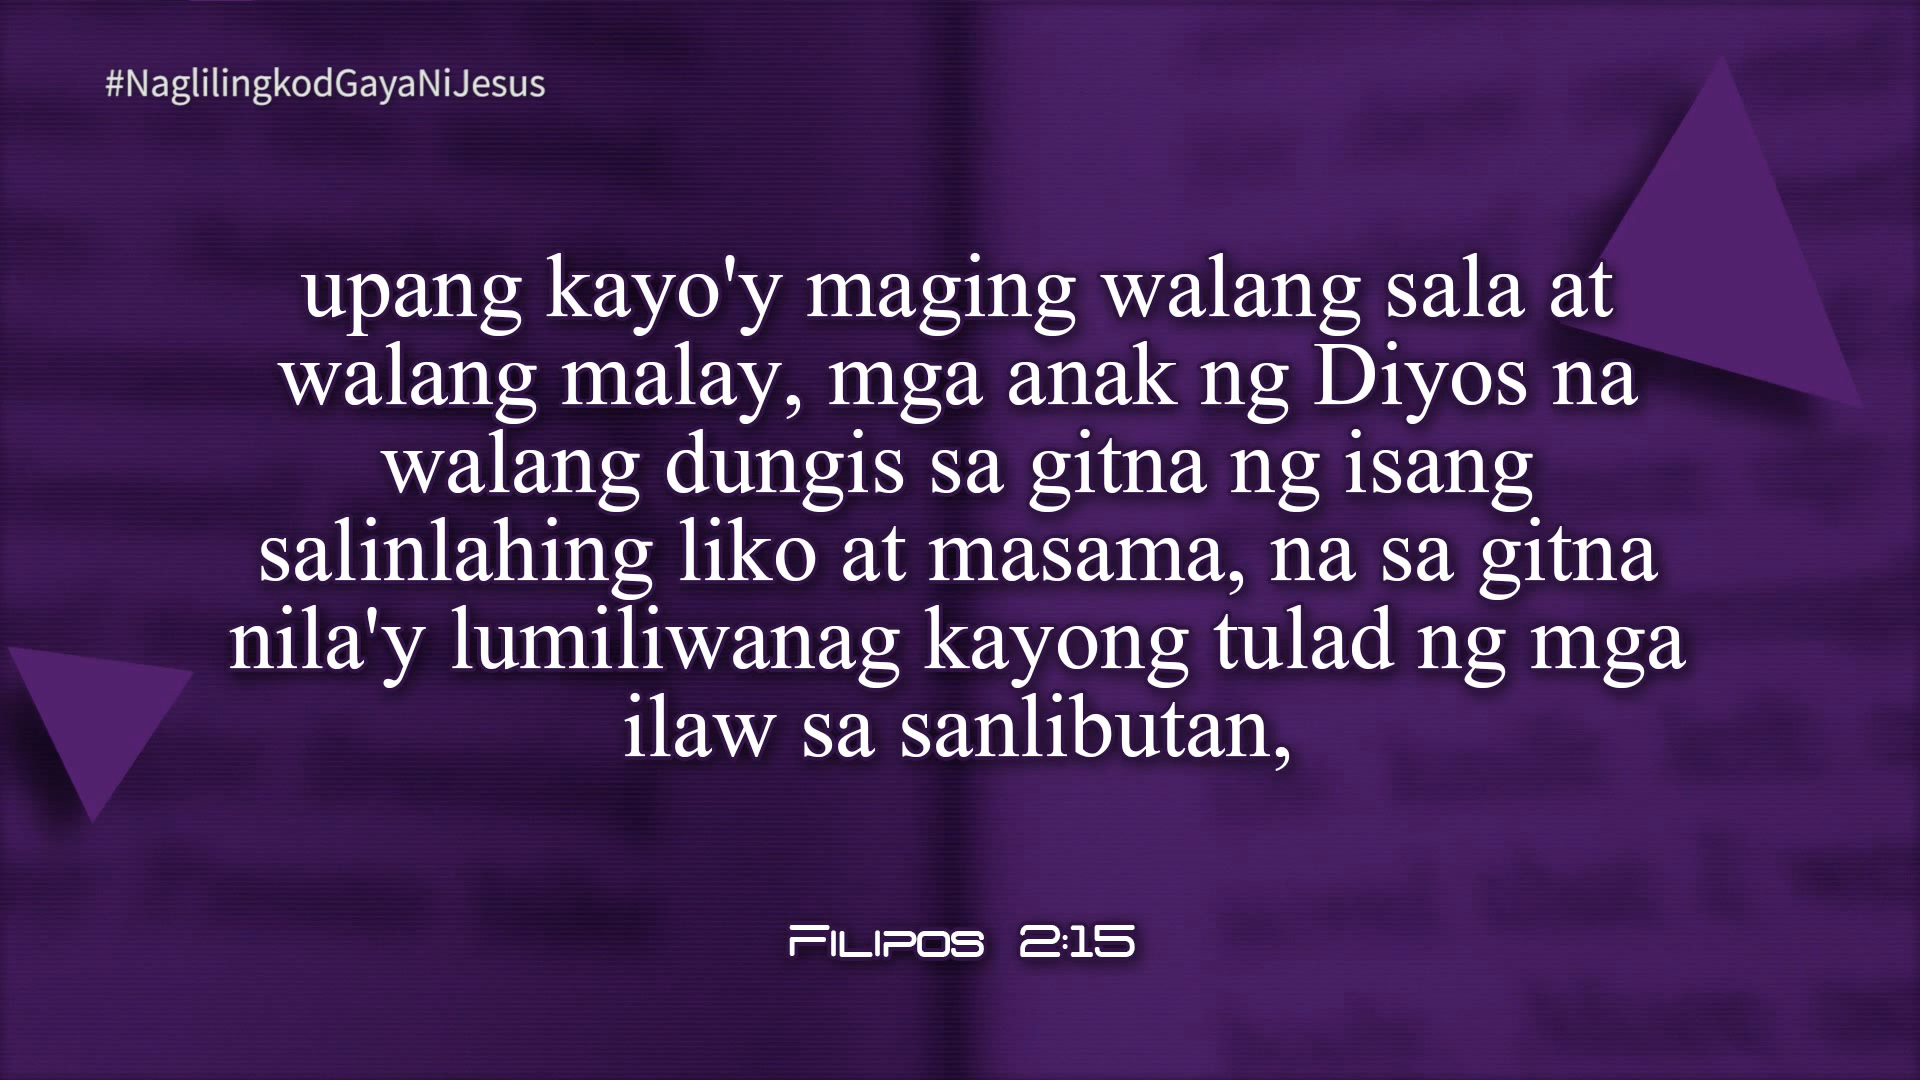 #NaglilingkodGayaNiJesus
upang kayo'y maging walang sala at
walang malay, mga anak ng Diyos na
walang dungis sa gitna ng isang
salinlahing liko at masama, na sa gitna
nila'y lumiliwanag kayong tulad ng mga
ilaw sa sanlibutan,
Filipos 2:15